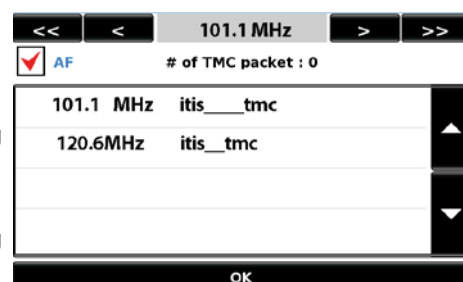 << < 101.1 MHz > >>
AF # of TMC packet : 0
101.1 MHz itis____tmc
120.6MHz itis__tmc
OK